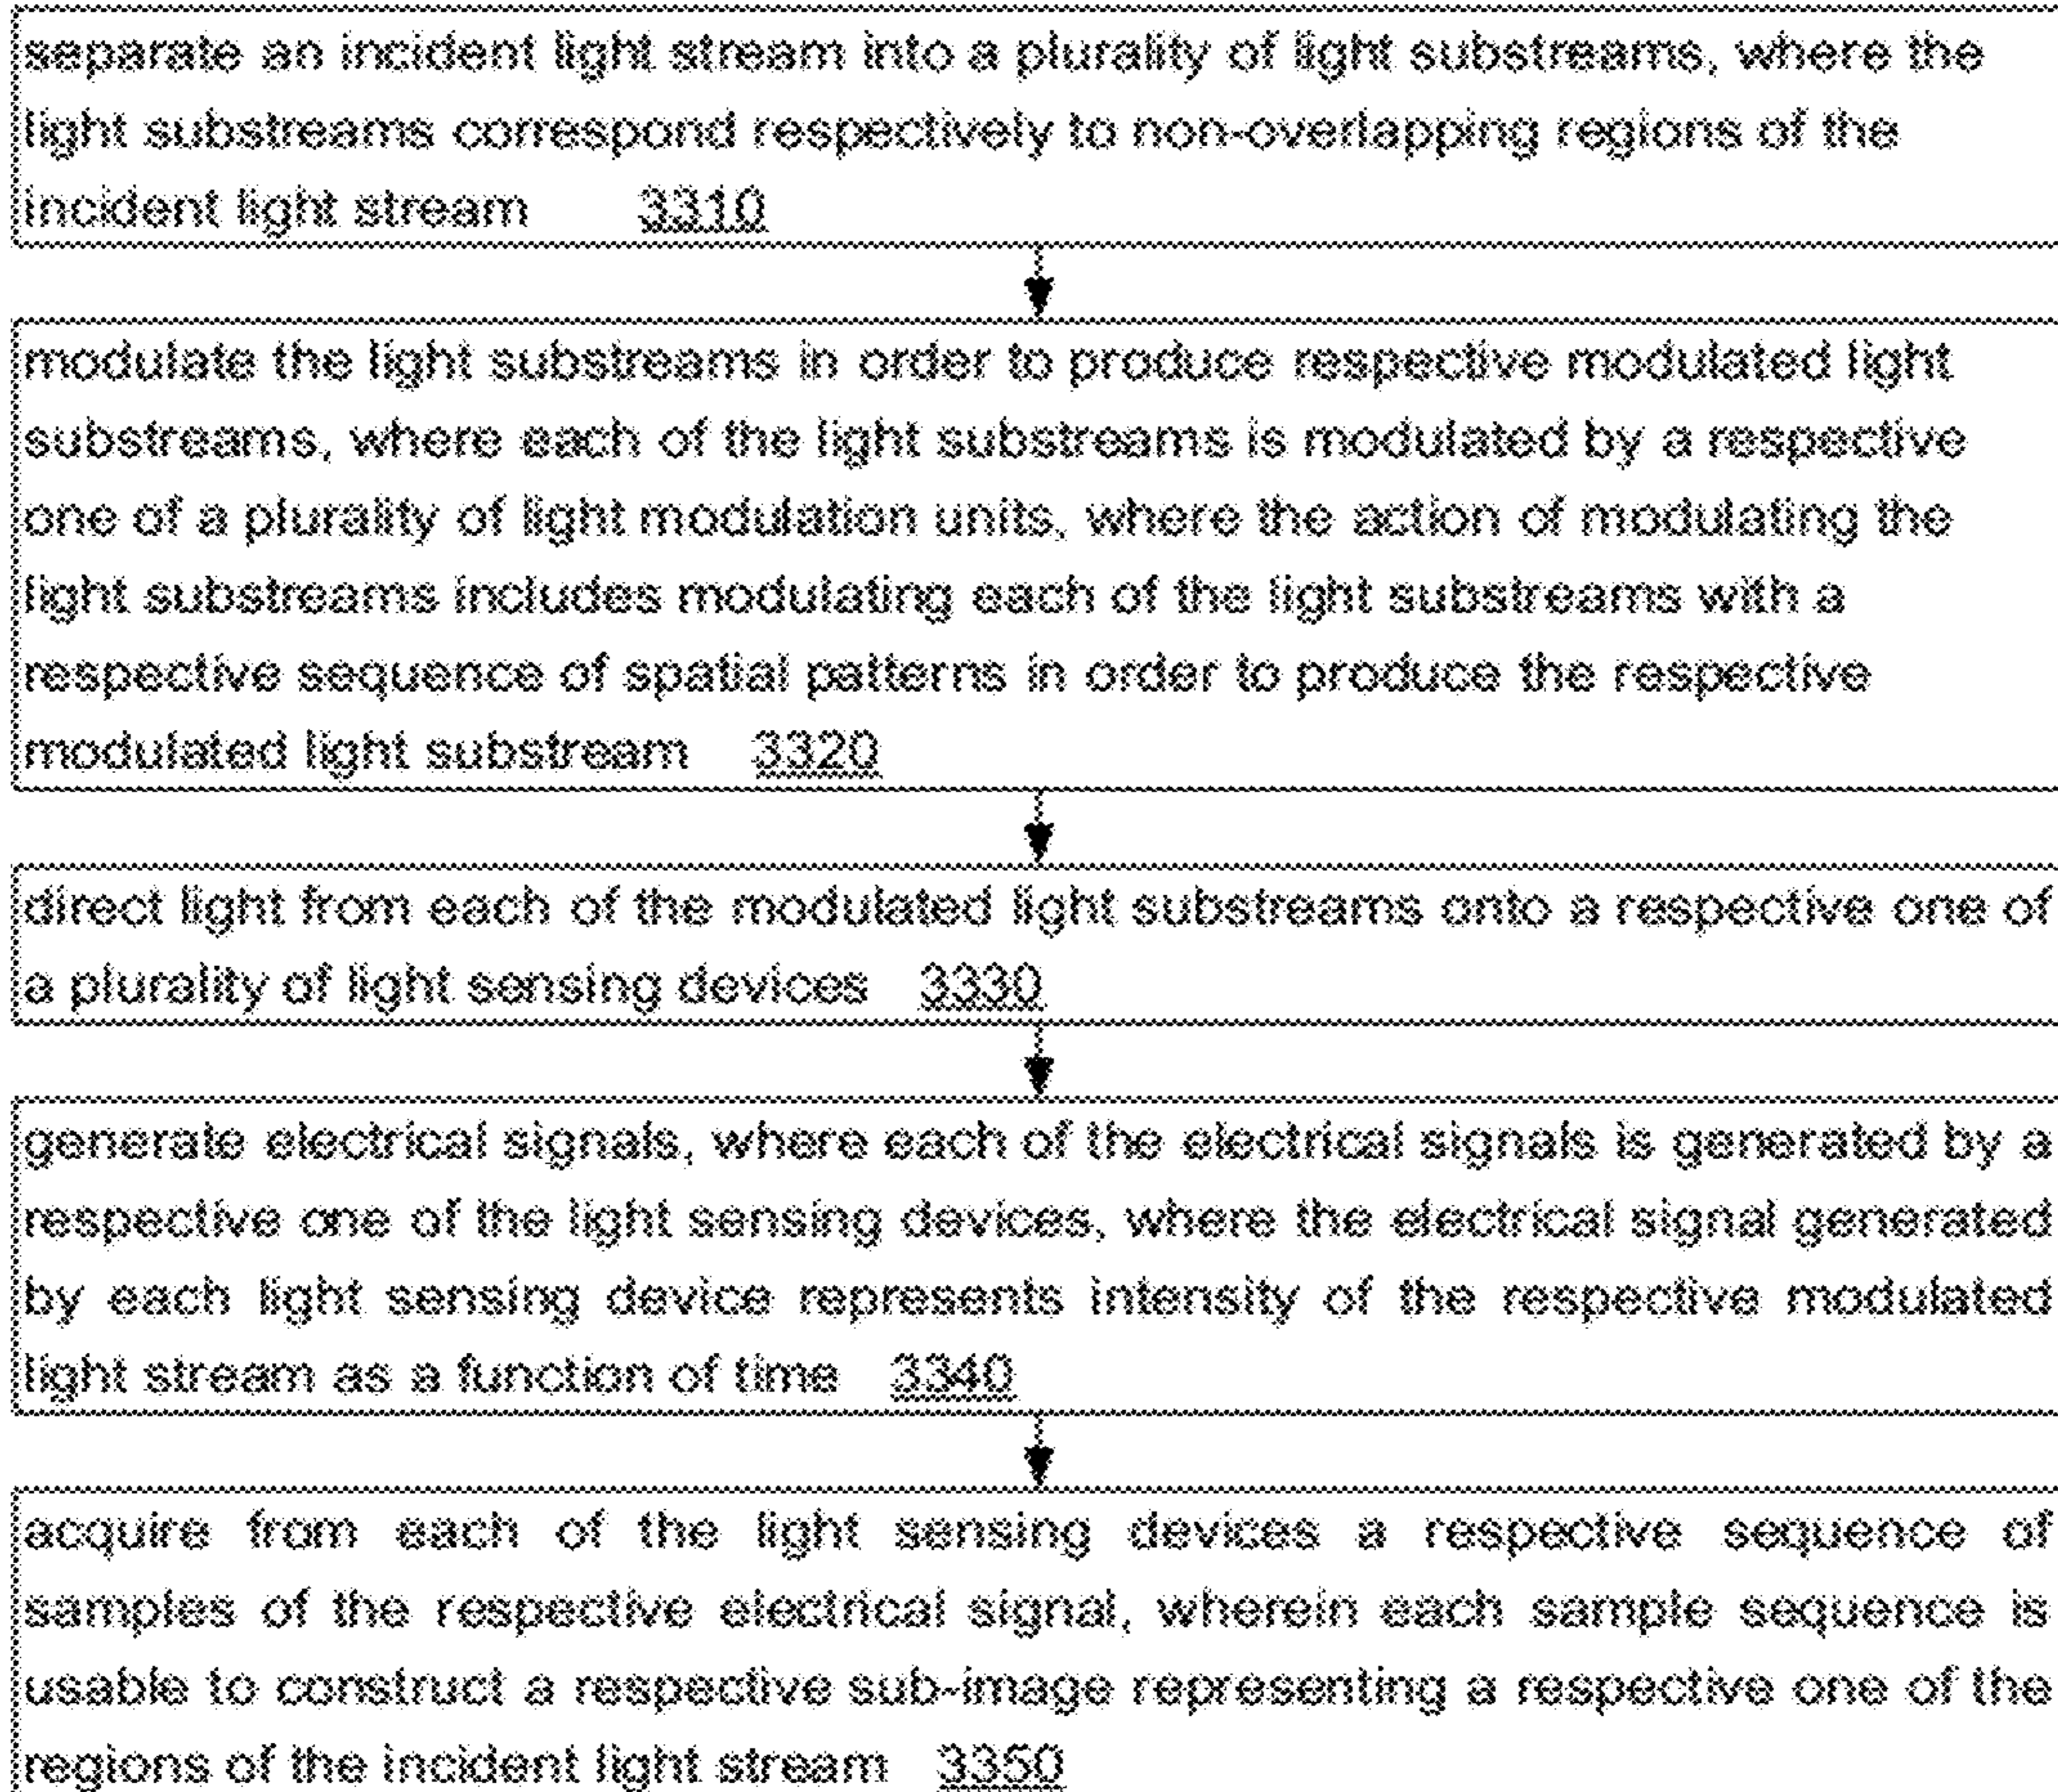 separate an incident light stream into a plurality of light substreams, where the
light substreams correspond respectively to non-overlapping regions of the
incident light stream 3310
modulate the light substreams in order to produce respective modulated light
substreams, where each of the light substreams is modulated by a respective
one of a plurality of light modulation units, where the action of modulating the
light substreams includes modulating each of the light substreams with a
respective sequence of spatial patterns in order to produce the respective
modulated light substream 3320
direct light from each of the modulated light substreams onto a respective one of
a plurality of light sensing devices 3330
generate electrical signals, where each of the electrical signals is generated by a
respective one of the light sensing devices, where the electrical signal generated
by each light sensing device represents intensity of the respective modulated
light stream as a function of time 3340
acquire from each of the light sensing devices a respective sequence of
samples of the respective electrical signal, wherein each sample sequence is
usable to construct a respective sub-image representing a respective one of the
regions of the incident light stream 3350